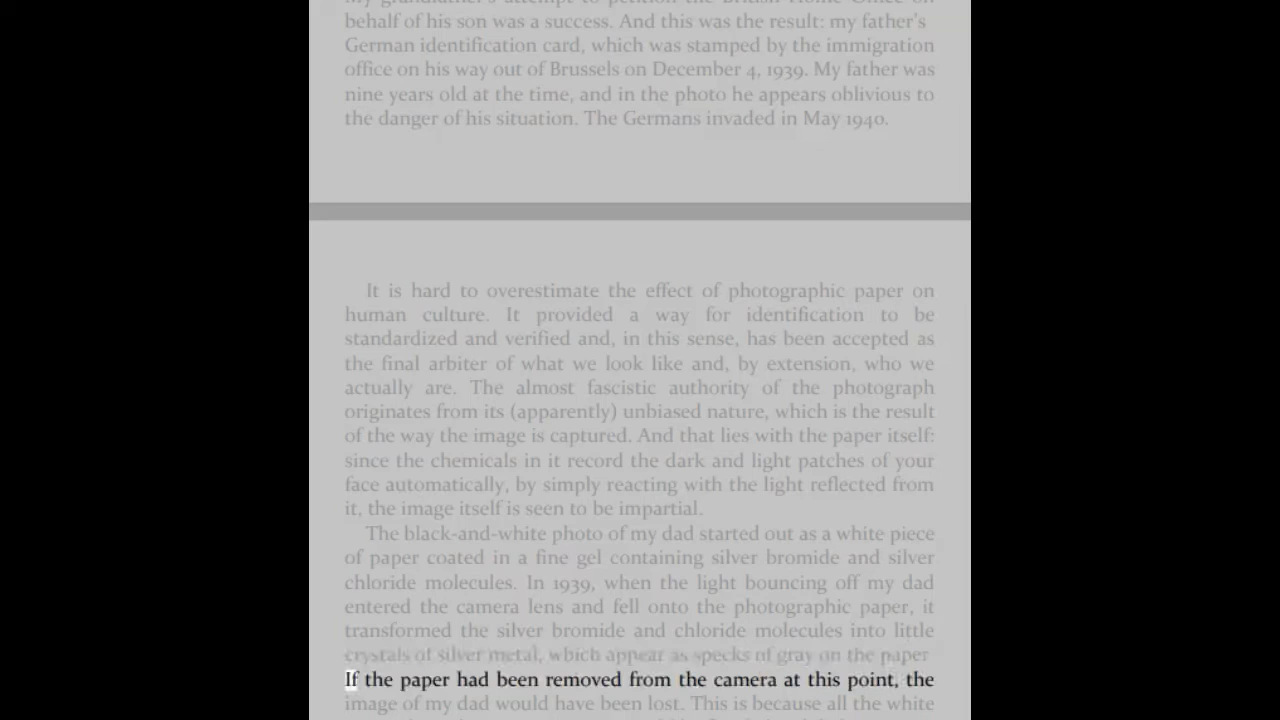 My grandfather's attempt to petition the British Home Office on
behalf of his son was a success. And this was the result: my father's
German identification card, which was stamped by the immigration
office on his way out of Brussels on December 4, 1939. My father was
nine years old at the time, and in the photo he appears oblivious to
the danger of his situation. The Germans invaded in May 1940.
It is hard to overestimate the effect of photographic paper on
human culture. It provided a way for identification to be
standardized and verified and, in this sense, has been accepted as
the final arbiter of what we look like and, by extension, who we
actually are. The almost fascistic authority of the photograph
originates from its (apparently) unbiased nature, which is the result
of the way the image is captured. And that lies with the paper itself:
since the chemicals in it record the dark and light patches of your
face automatically, by simply reacting with the light reflected from
it, the image itself is seen to be impartial.
The black-and-white photo of my dad started out as a white piece
of paper coated in a fine gel containing silver bromide and silver
chloride molecules. In 1939, when the light bouncing off my dad
entered the camera lens and fell onto the photographic paper, it
transformed the silver bromide and chloride molecules into little
crystals of silver metal, which appear as specks of gray on the paper
If the paper had been removed from the camera at this point, the
image of my dad would have been lost. This is because all the white